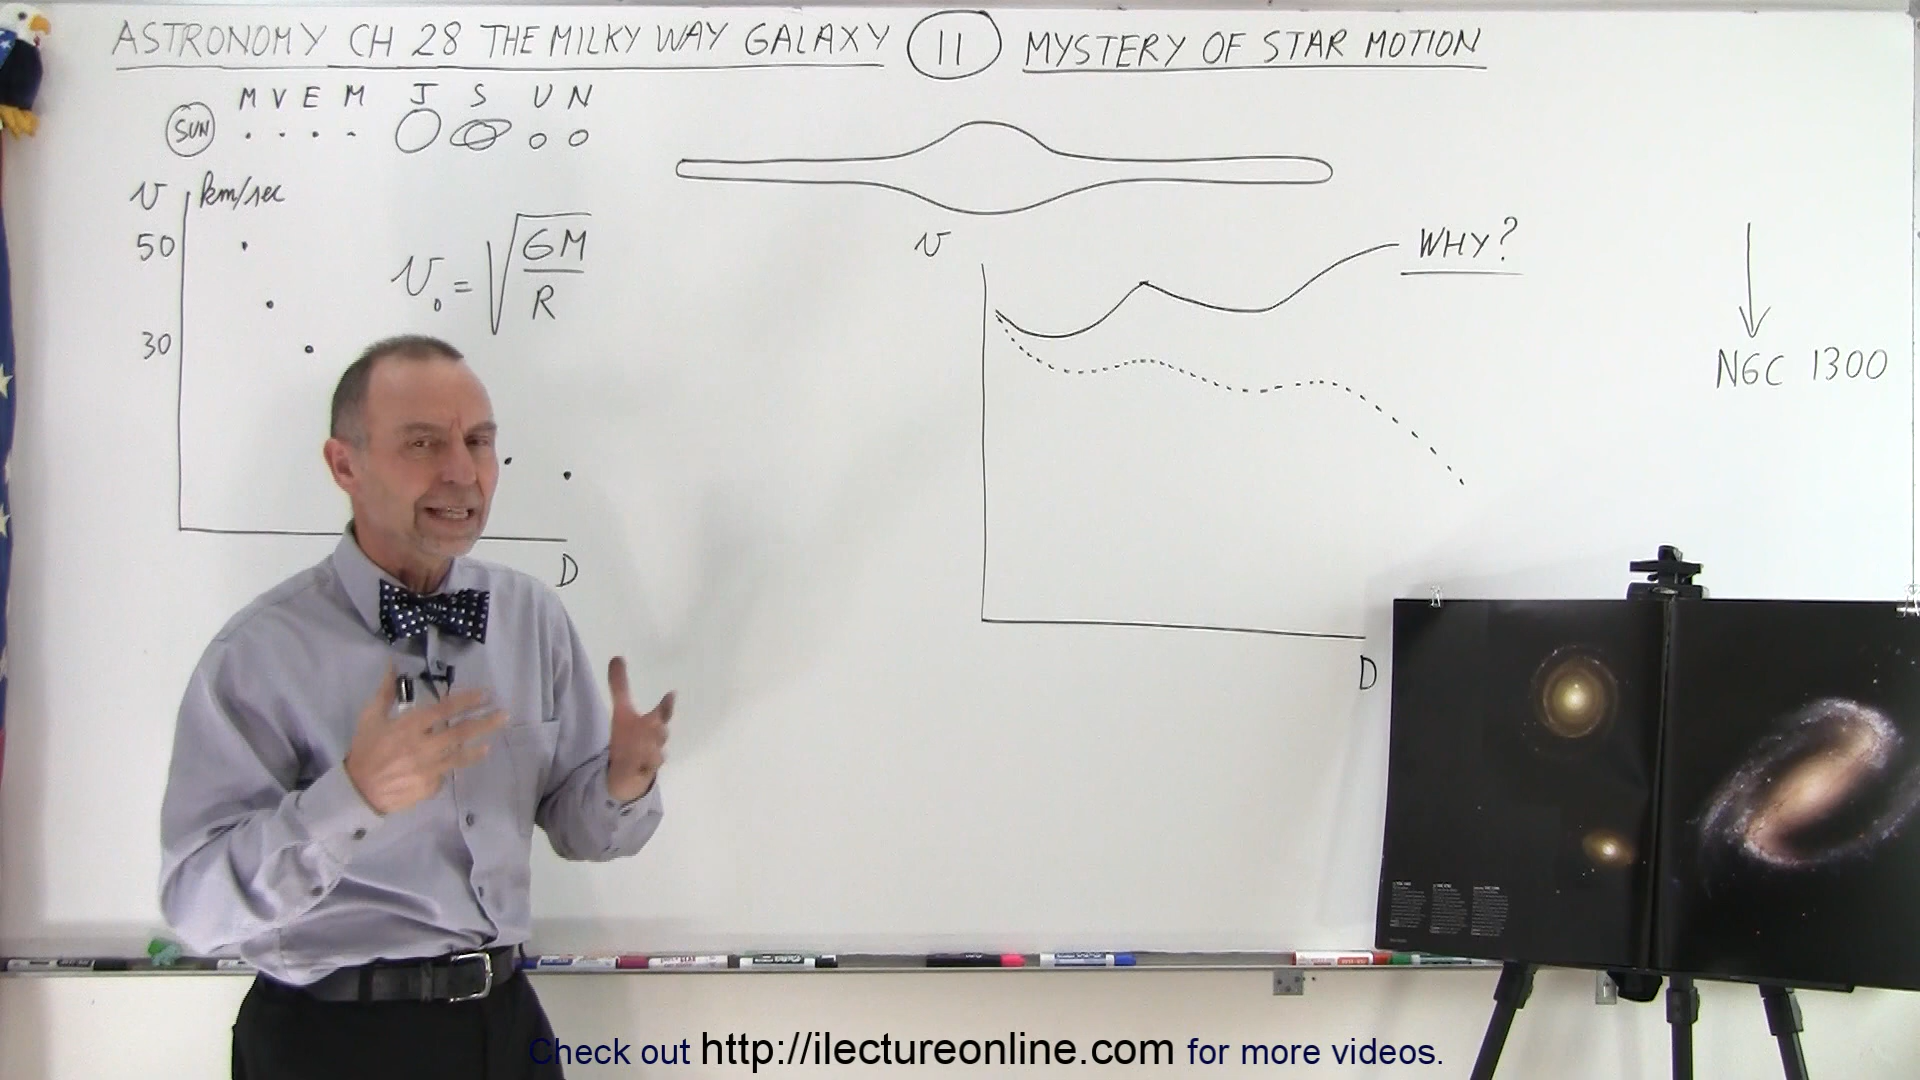 ASTRONOMY CH 28 THE MILKY WAY GALAXY 11 MYSTERY OF STAR MOTION
M V E M J S U N
SUN
v km/sec
50
30
v₀ = √GM/R
D
v
WHY?
D
NGC 1300
Check out http://ilectureonline.com for more videos.